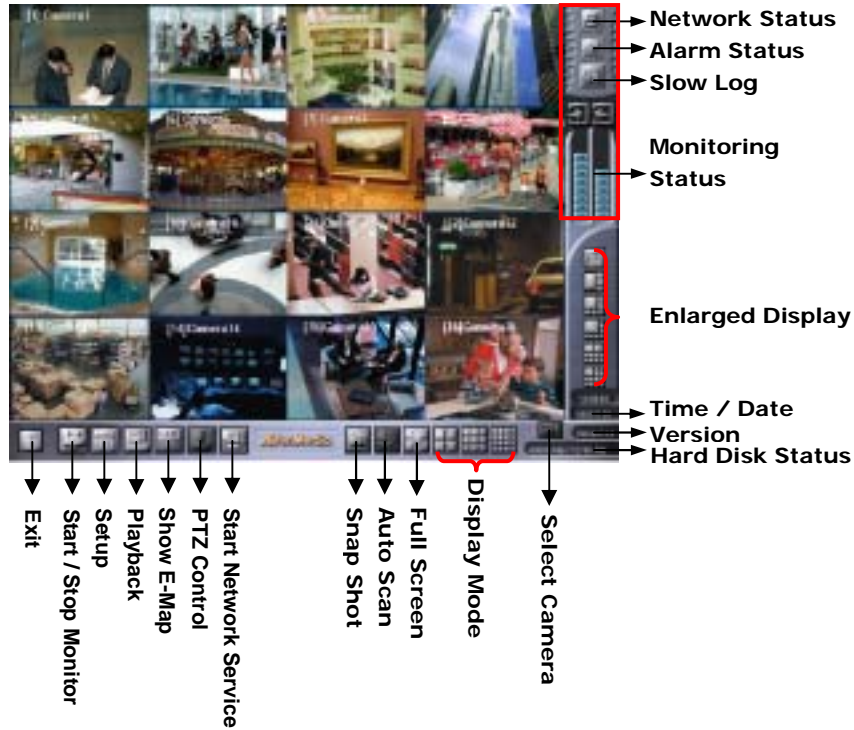 Network Status
Alarm Status
Slow Log
Monitoring
Status
Enlarged Display
Time / Date
Version
Hard Disk Status
Exit
Start / Stop Monitor
Setup
Playback
Show E-Map
PTZ Control
Start Network Service
Snap Shot
Auto Scan
Full Screen
Display Mode
Select Camera